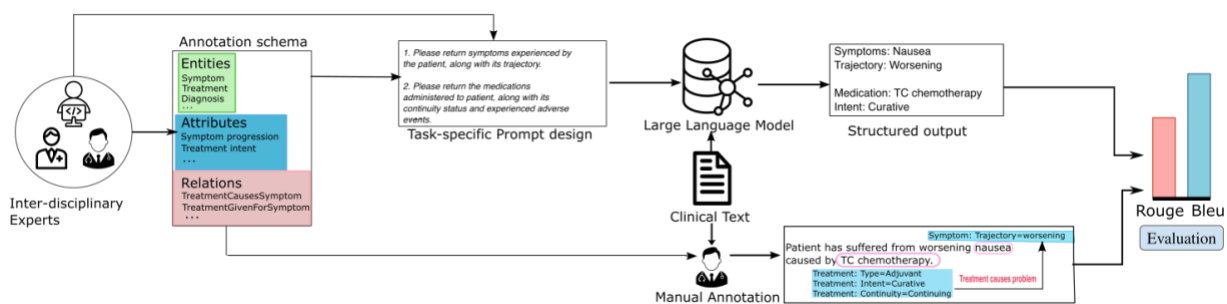 Inter-disciplinary
Experts
Annotation schema
Entities
Symptom
Treatment
Diagnosis
...
Attributes
Symptom progression
Treatment intent
...
Relations
TreatmentCausesSymptom
TreatmentGivenForSymptom
...
1. Please return symptoms experienced by
the patient, along with its trajectory.
2. Please return the medications
administered to patient, along with its
continuity status and experienced adverse
events.
Task-specific Prompt design
Large Language Model
Clinical Text
Manual Annotation
Symptoms: Nausea
Trajectory: Worsening
Medication: TC chemotherapy
Intent: Curative
Structured output
Symptom: Trajectory=worsening
Patient has suffered from worsening nausea
caused by TC chemotherapy.
Treatment: Type=Adjuvant
Treatment: Intent=Curative
Treatment: Continuity=Continuing
Treatment causes problem
Rouge Bleu
Evaluation